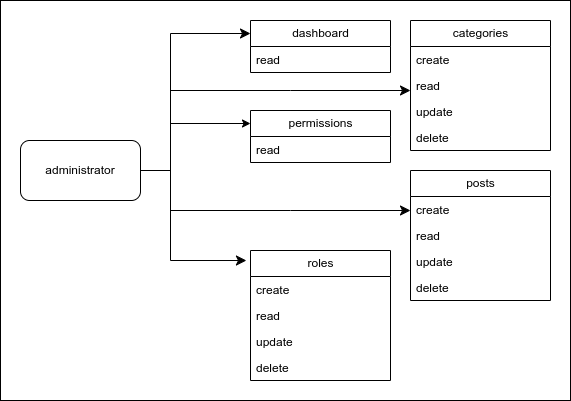 administrator
dashboard
read
categories
create
read
update
delete
permissions
read
posts
create
read
update
delete
roles
create
read
update
delete